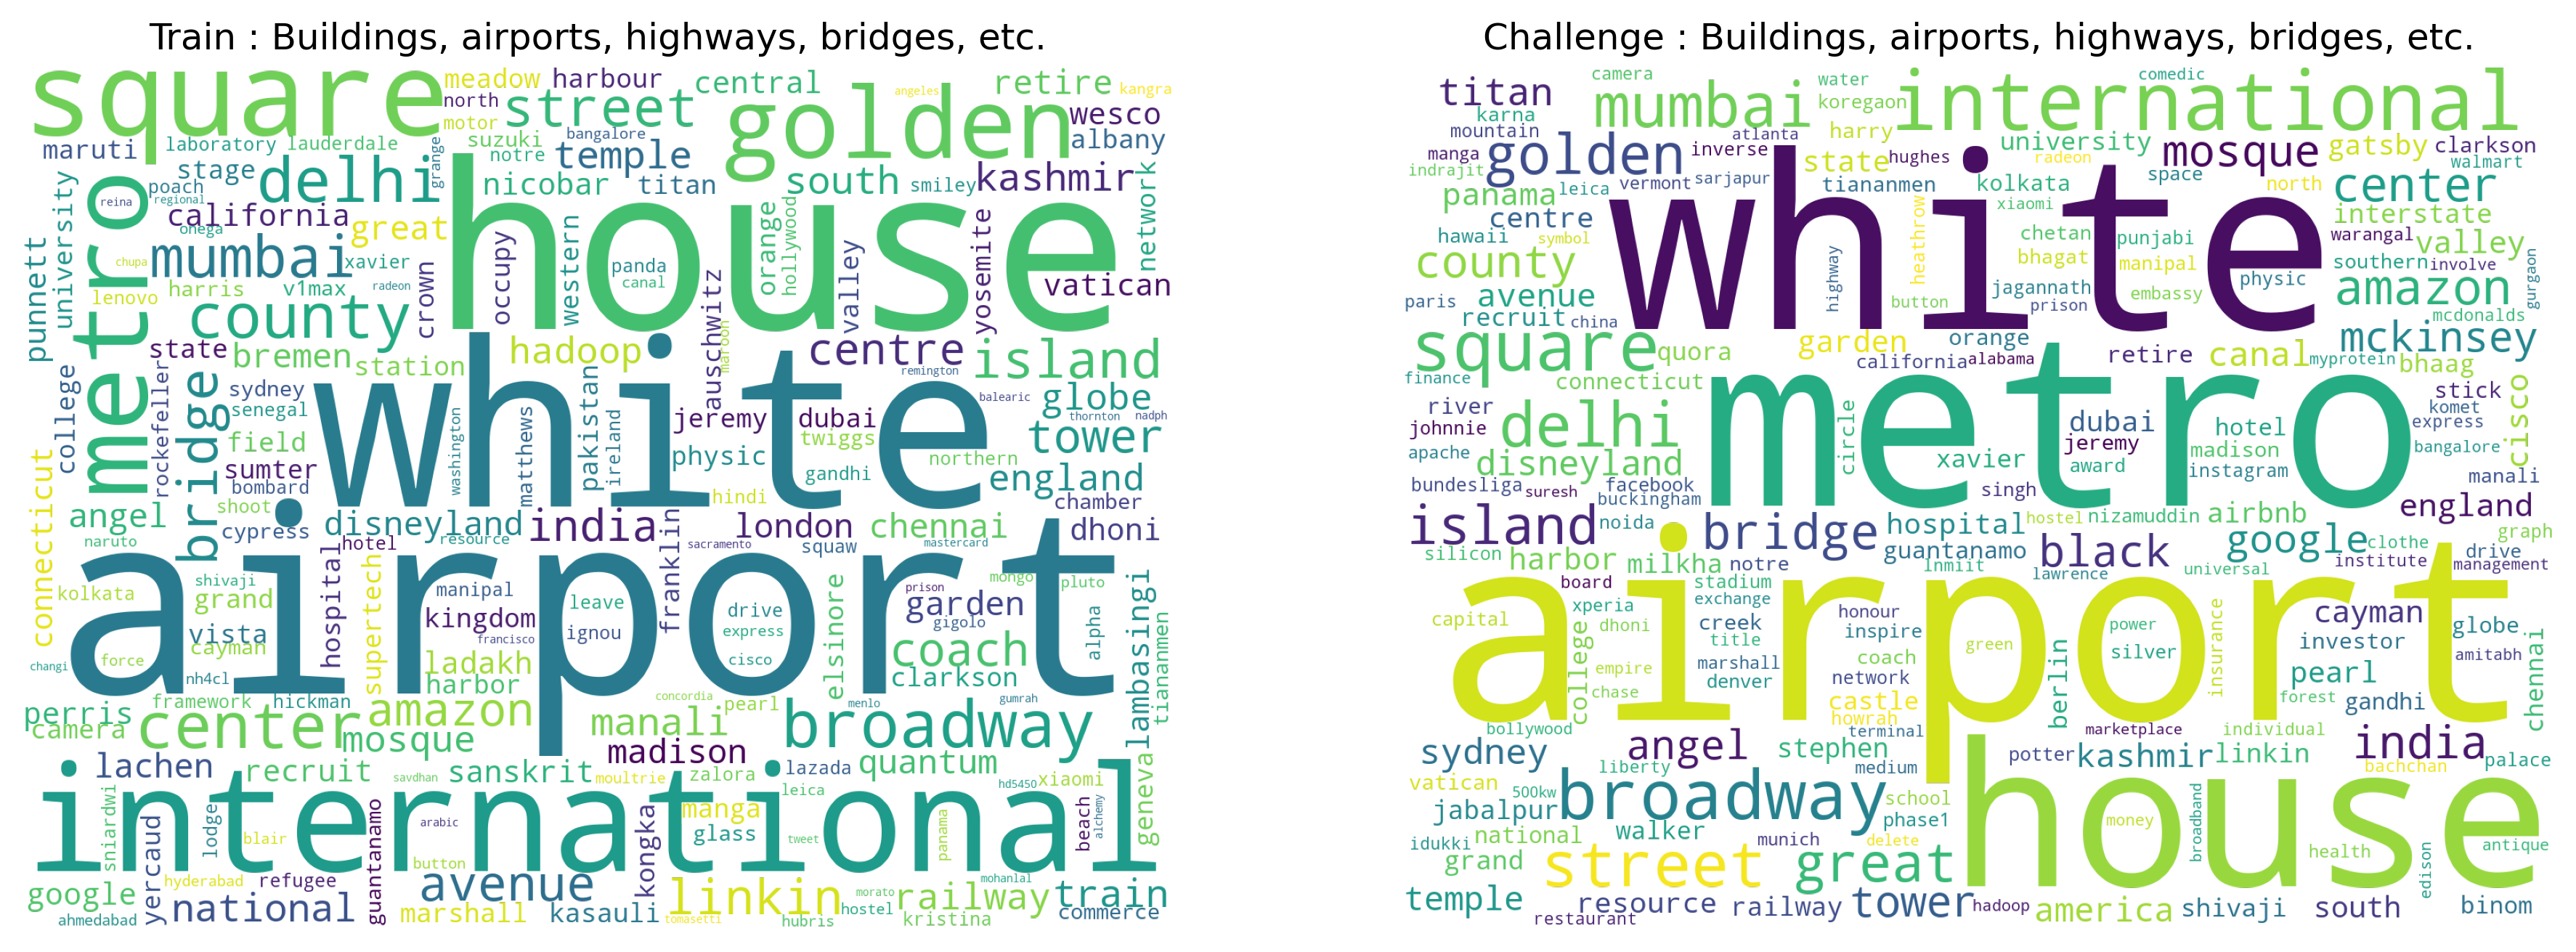 Train : Buildings, airports, highways, bridges, etc.
square
meadow
harbour
central
retire
kangra
angeles
north
street
golden
wesco
motor
suzuki
bangalore
albany
maruti
laboratory
lauderdale
grange
notre
temple
stage
delhi
nicobar
titan
south
smiley
kashmir
network
university
poach
reina
regional
california
metro
onega
great
house
occupy
western
orange
hollywood
yosemite
vatican
punnett
chupa
mumbai
xavier
panda
canal
valley
lenovo
harris
v1max
radeon
crown
auschwitz
maroon
county
state
bremen
station
hadoop
centre
island
remington
college
rockefeller
bridge
sydney
senegal
white
balearic
globe
field
washington
matthews
pakistan
ireland
jeremy
dubai
thornton
nadph
twiggs
tower
sumter
physic
gandhi
northern
england
connecticut
bombard
hindi
chamber
angel
shoot
cypress
disneyland
india
franklin
london
chennai
dhoni
naruto
hotel
resource
sacramento
squaw
mastercard
kolkata
shivaji
grand
hospital
supertech
airport
manipal
kingdom
leave
ignou
drive
express
elsinore
prison
garden
gigolo
mongo
pluto
alpha
lambasingi
tiananmen
vista
cayman
francisco
cisco
coach
changi
force
nh4cl
ladakh
harbor
clarkson
framework
hickman
concordia
menlo
gumrah
perris
camera
center
amazon
mosque
manali
pearl
broadway
madison
lachen
recruit
savdhan
sanskrit
moultrie
zalora
lazada
quantum
hd5450
xiaomi
geneva
international
leica
sniardwi
yercaud
lodge
blair
guantanamo
arabic
button
kongka
manga
glass
tweet
panama
beach
alchemy
google
hyderabad
refugee
avenue
linkin
morato
mohanlal
railway
train
ahmedabad
national
marshall
kasauli
tomasetti
hubris
hostel
kristina
commerce
Challenge : Buildings, airports, highways, bridges, etc.
titan
camera
mumbai
water
koregaon
international
comedic
karna
mountain
golden
atlanta
inverse
harry
university
mosque
gatsby
clarkson
manga
indrajit
state
hughes
radeon
walmart
panama
leica
vermont
sarjapur
tiananmen
kolkata
space
north
center
centre
white
heathrow
xiaomi
interstate
hawaii
symbol
highway
chetan
punjabi
warangal
valley
county
bhagat
manipal
southern
involve
physic
gurgaon
paris
avenue
button
jagannath
prison
embassy
amazon
recruit
china
mcdonalds
square
quora
garden
orange
california
alabama
retire
canal
mckinsey
myprotein
bhaag
finance
connecticut
stick
river
metro
circle
dubai
hotel
komet
express
cisco
johnnie
delhi
jeremy
madison
bangalore
apache
disneyland
xavier
award
instagram
manali
bundesliga
suresh
facebook
buckingham
singh
england
island
noida
bridge
hospital
hostel
nizamuddin
airbnb
graph
silicon
harbor
milkha
notre
guantanamo
black
google
clothe
drive
board
stadium
lnmiit
lawrence
universal
institute
management
capital
xperia
exchange
airport
honour
cayman
college
dhoni
creek
title
inspire
green
power
silver
insurance
investor
globe
empire
marshall
coach
pearl
amitabh
chase
denver
network
castle
berlin
forest
gandhi
chennai
howrah
bollywood
terminal
marketplace
individual
sydney
angel
stephen
potter
kashmir
linkin
india
palace
vatican
liberty
medium
bachchan
500kw
broadway
school
house
jabalpur
phase1
idukki
national
walker
munich
delete
money
broadband
health
antique
grand
street
great
edison
temple
resource
railway
tower
hadoop
america
shivaji
south
binom
restaurant